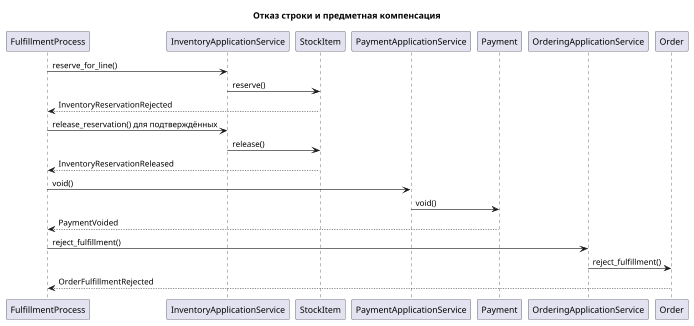 Отказ строки и предметная компенсация
FulfillmentProcess InventoryApplicationService StockItem PaymentApplicationService Payment OrderingApplicationService Order
reserve_for_line()
reserve()
InventoryReservationRejected
release_reservation() для подтверждённых
release()
InventoryReservationReleased
void()
void()
PaymentVoided
reject_fulfillment()
reject_fulfillment()
OrderFulfillmentRejected
FulfillmentProcess InventoryApplicationService StockItem PaymentApplicationService Payment OrderingApplicationService Order